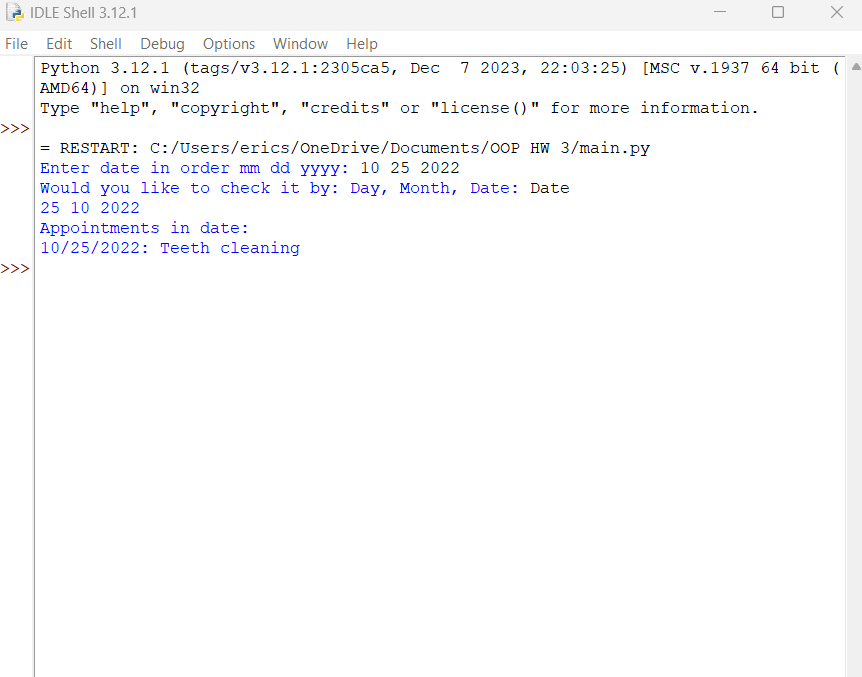 IDLE Shell 3.12.1
File Edit Shell Debug Options Window Help
Python 3.12.1 (tags/v3.12.1:2305ca5, Dec  7 2023, 22:03:25) [MSC v.1937 64 bit (
AMD64)] on win32
Type "help", "copyright", "credits" or "license()" for more information.
>>>
= RESTART: C:/Users/erics/OneDrive/Documents/OOP HW 3/main.py
Enter date in order mm dd yyyy: 10 25 2022
Would you like to check it by: Day, Month, Date: Date
25 10 2022
Appointments in date:
10/25/2022: Teeth cleaning
>>>